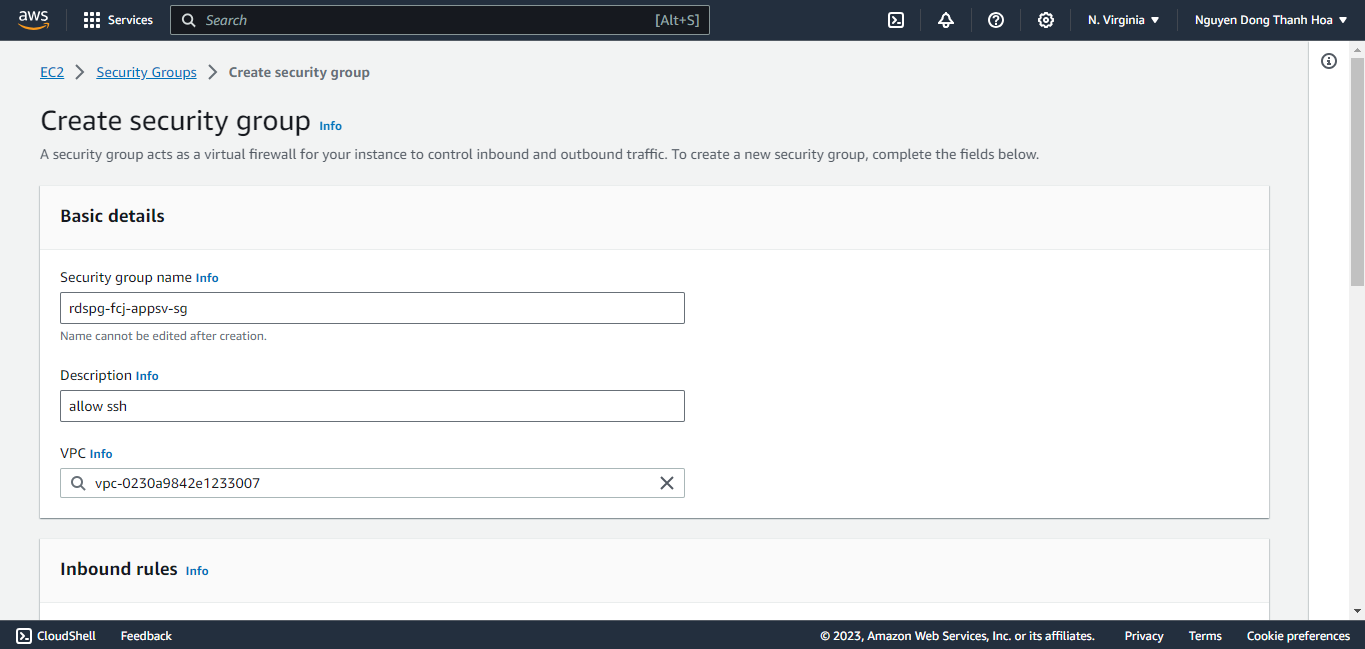 aws Services Search [Alt+S] N. Virginia Nguyen Dong Thanh Hoa
EC2 Security Groups Create security group
Create security group Info
A security group acts as a virtual firewall for your instance to control inbound and outbound traffic. To create a new security group, complete the fields below.
Basic details
Security group name Info
rdspg-fcj-appsv-sg
Name cannot be edited after creation.
Description Info
allow ssh
VPC Info
vpc-0230a9842e1233007
Inbound rules Info
CloudShell Feedback © 2023, Amazon Web Services, Inc. or its affiliates. Privacy Terms Cookie preferences